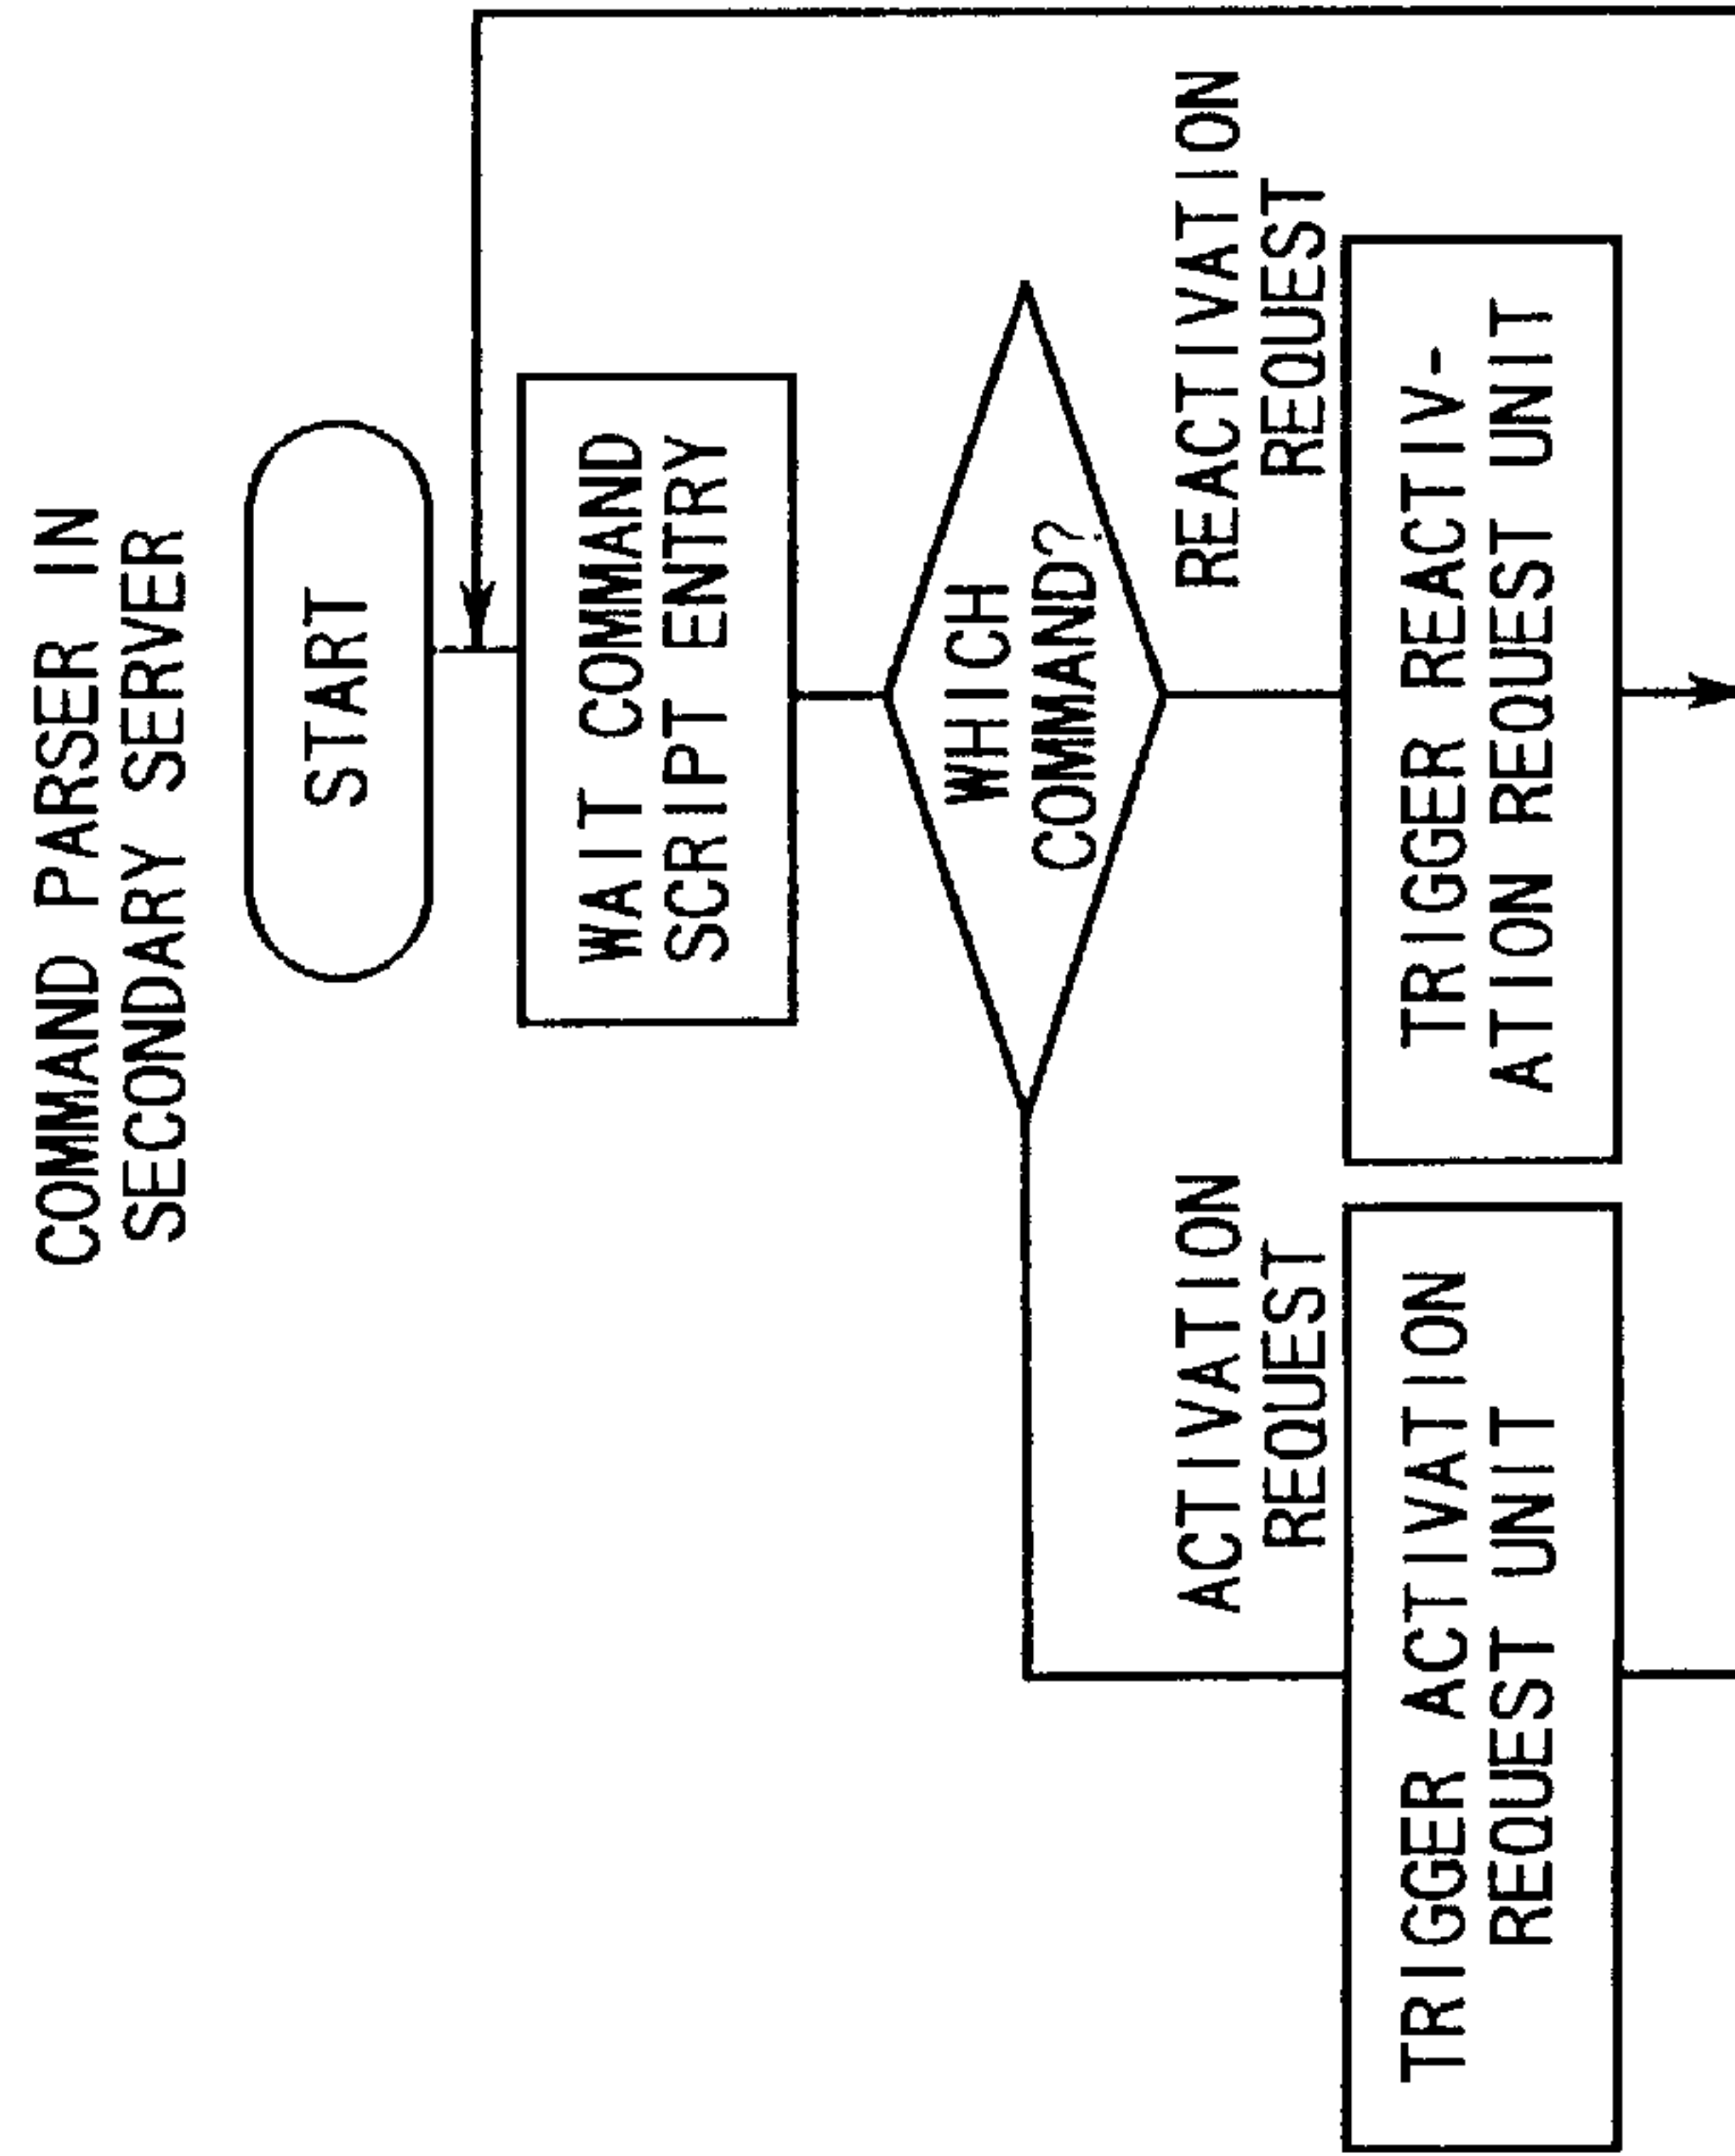 COMMAND PARSER IN
SECONDARY SERVER
START
WAIT COMMAND
SCRIPT ENTRY
WHICH
COMMAND?
ACTIVATION
REQUEST
REACTIVATION
REQUEST
TRIGGER ACTIVATION
REQUEST UNIT
TRIGGER REACTIV-
ATION REQUEST UNIT